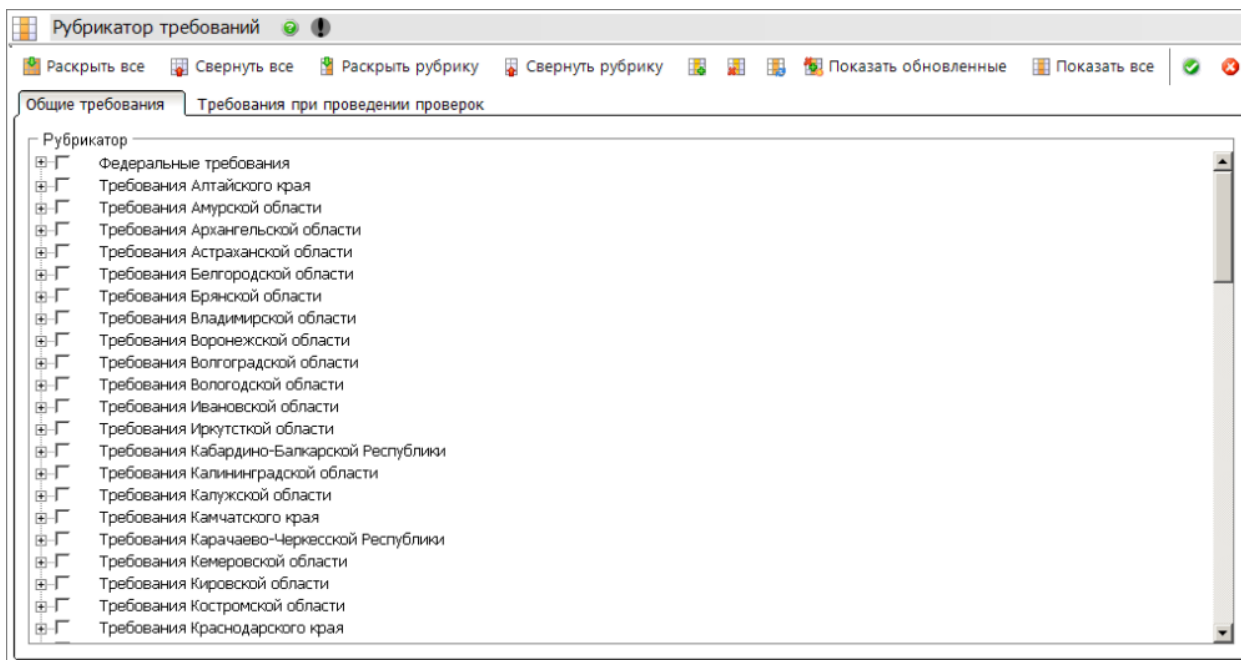 Рубрикатор требований
Раскрыть все Свернуть все Раскрыть рубрику Свернуть рубрику Показать обновленные Показать все
Общие требования Требования при проведении проверок
Рубрикатор
Федеральные требования
Требования Алтайского края
Требования Амурской области
Требования Архангельской области
Требования Астраханской области
Требования Белгородской области
Требования Брянской области
Требования Владимирской области
Требования Воронежской области
Требования Волгоградской области
Требования Вологодской области
Требования Ивановской области
Требования Иркутсткой области
Требования Кабардино-Балкарской Республики
Требования Калининградской области
Требования Калужской области
Требования Камчатского края
Требования Карачаево-Черкесской Республики
Требования Кемеровской области
Требования Кировской области
Требования Костромской области
Требования Краснодарского края